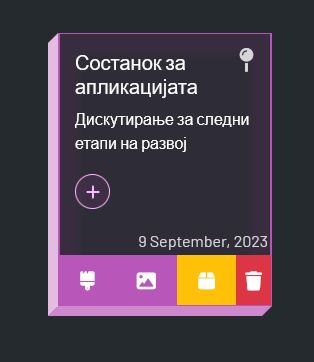 Состанок за
апликацијата
Дискутирање за следни
етапи на развој
9 September, 2023